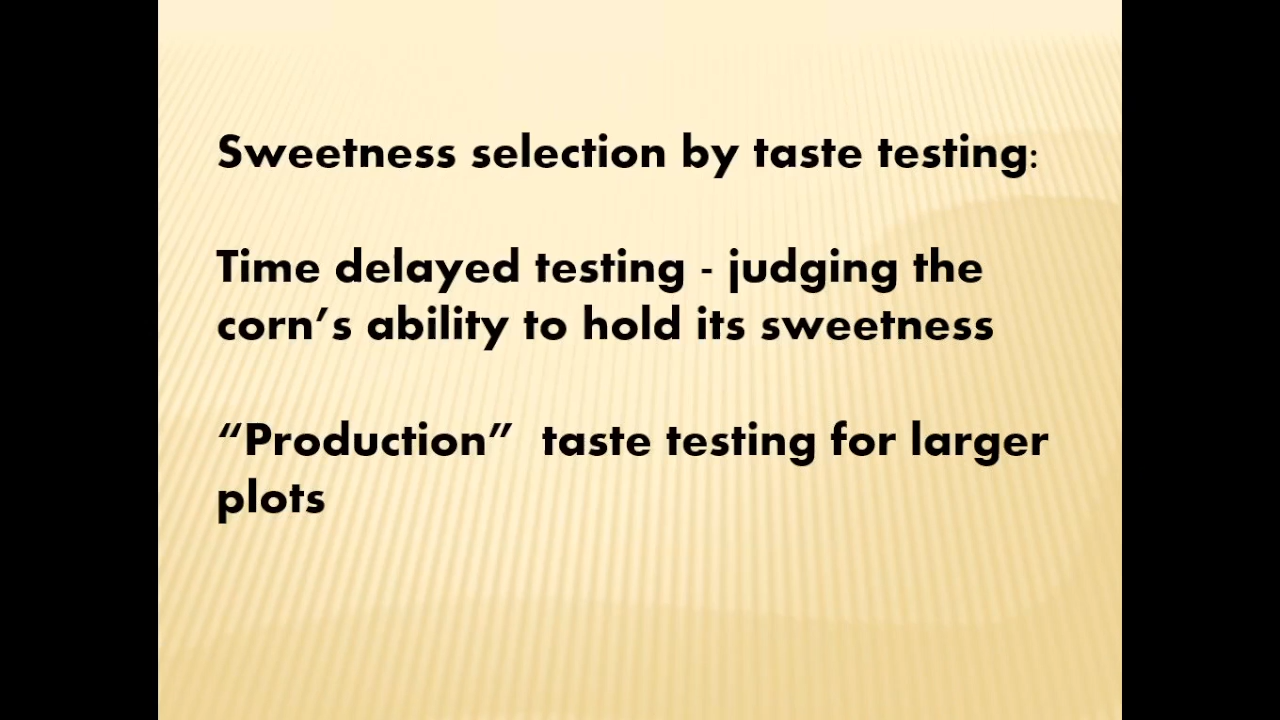 Sweetness selection by taste testing:
Time delayed testing - judging the
corn’s ability to hold its sweetness
“Production”  taste testing for larger
plots